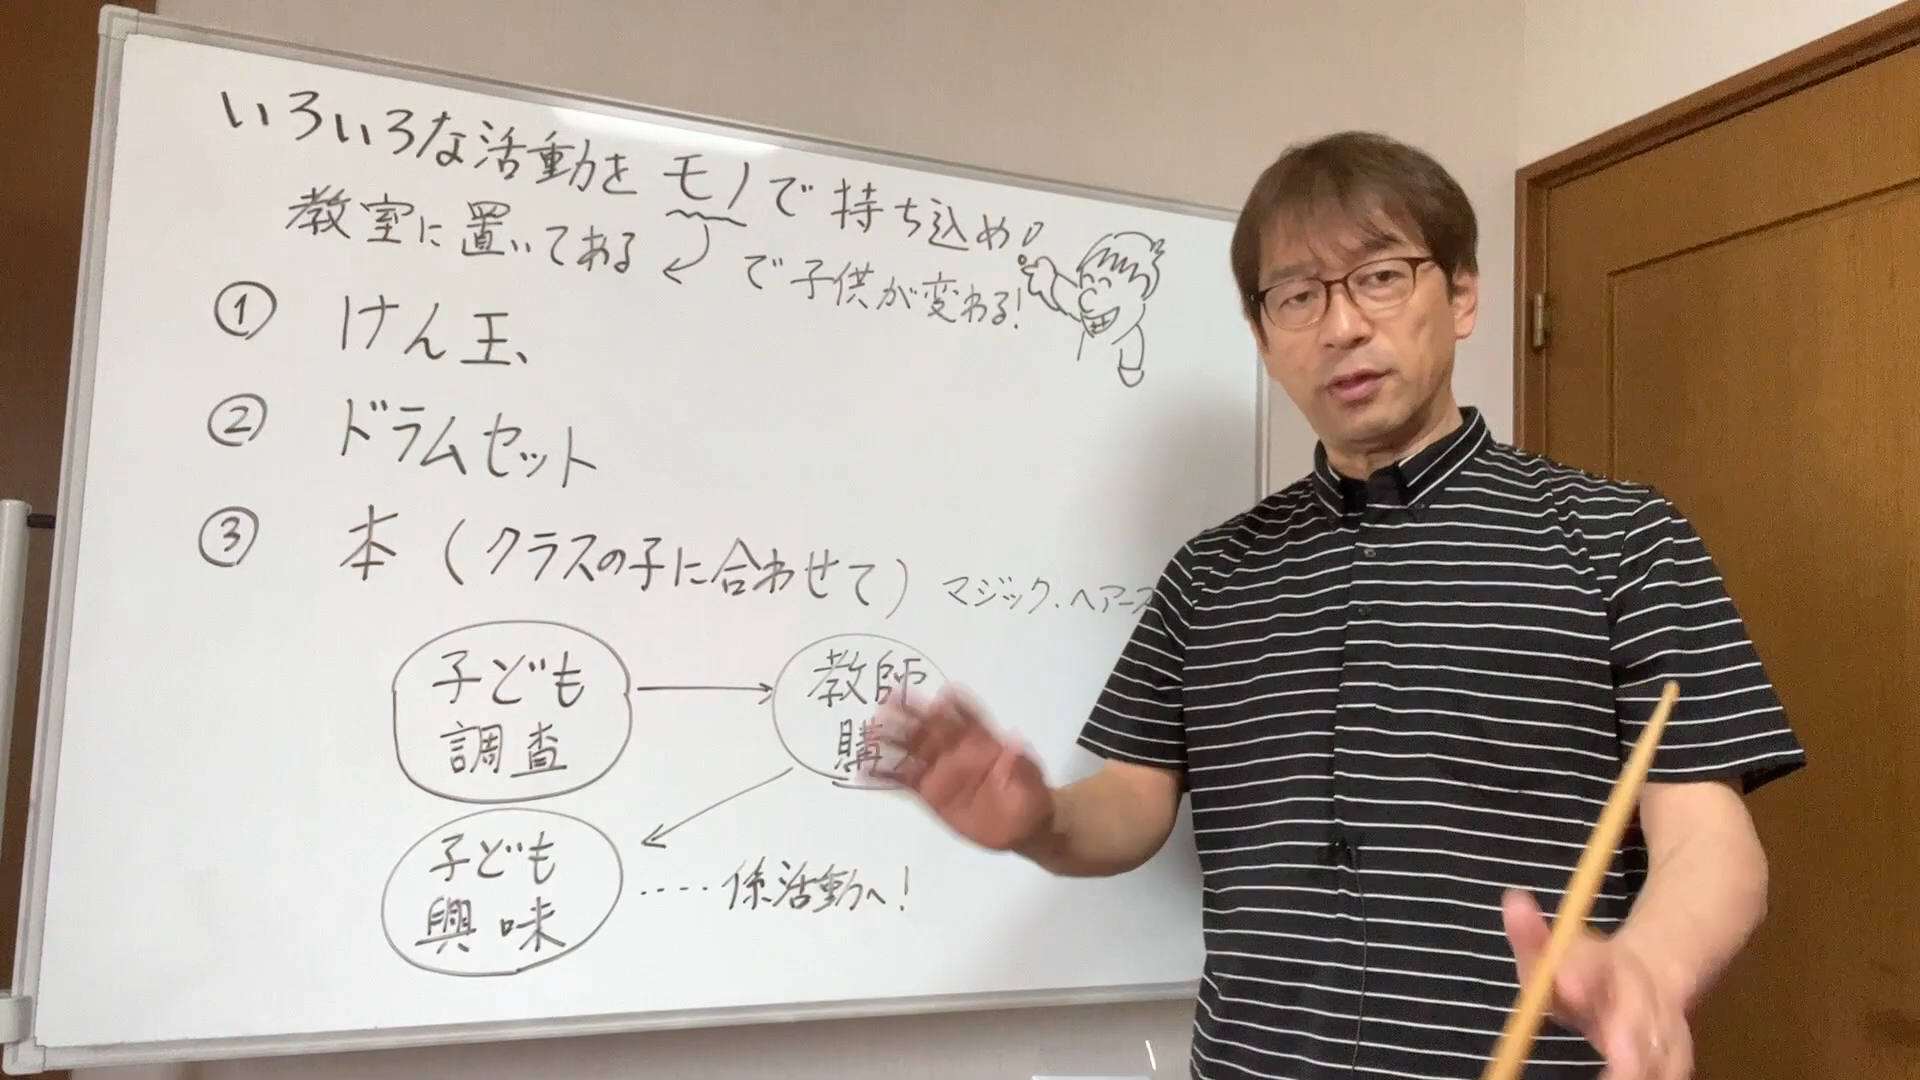 いろいろな活動をモノで持ち込め!
教室に置いてある
で子供が変わる!
① けん玉、
② ドラムセット
③ 本(クラスの子に合わせて)
マジック、ヘアース
子ども
調査
教師
購
子ども
興味
····係活動へ!